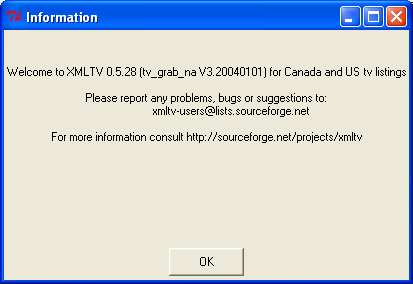 Information
Welcome to XMLTV 0.5.28 (tv_grab_na V3.20040101) for Canada and US tv listings
Please report any problems, bugs or suggestions to:
xmltv-users@lists.sourceforge.net
For more information consult http://sourceforge.net/projects/xmltv
OK